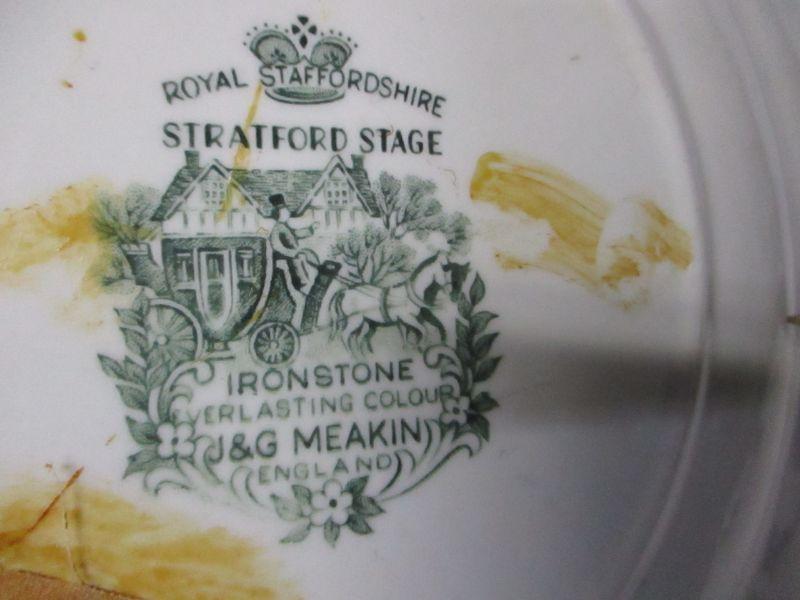 ROYAL STAFFORDSHIRE
STRATFORD STAGE
IRONSTONE
EVERLASTING COLOUR
J&G MEAKIN
ENGLAND